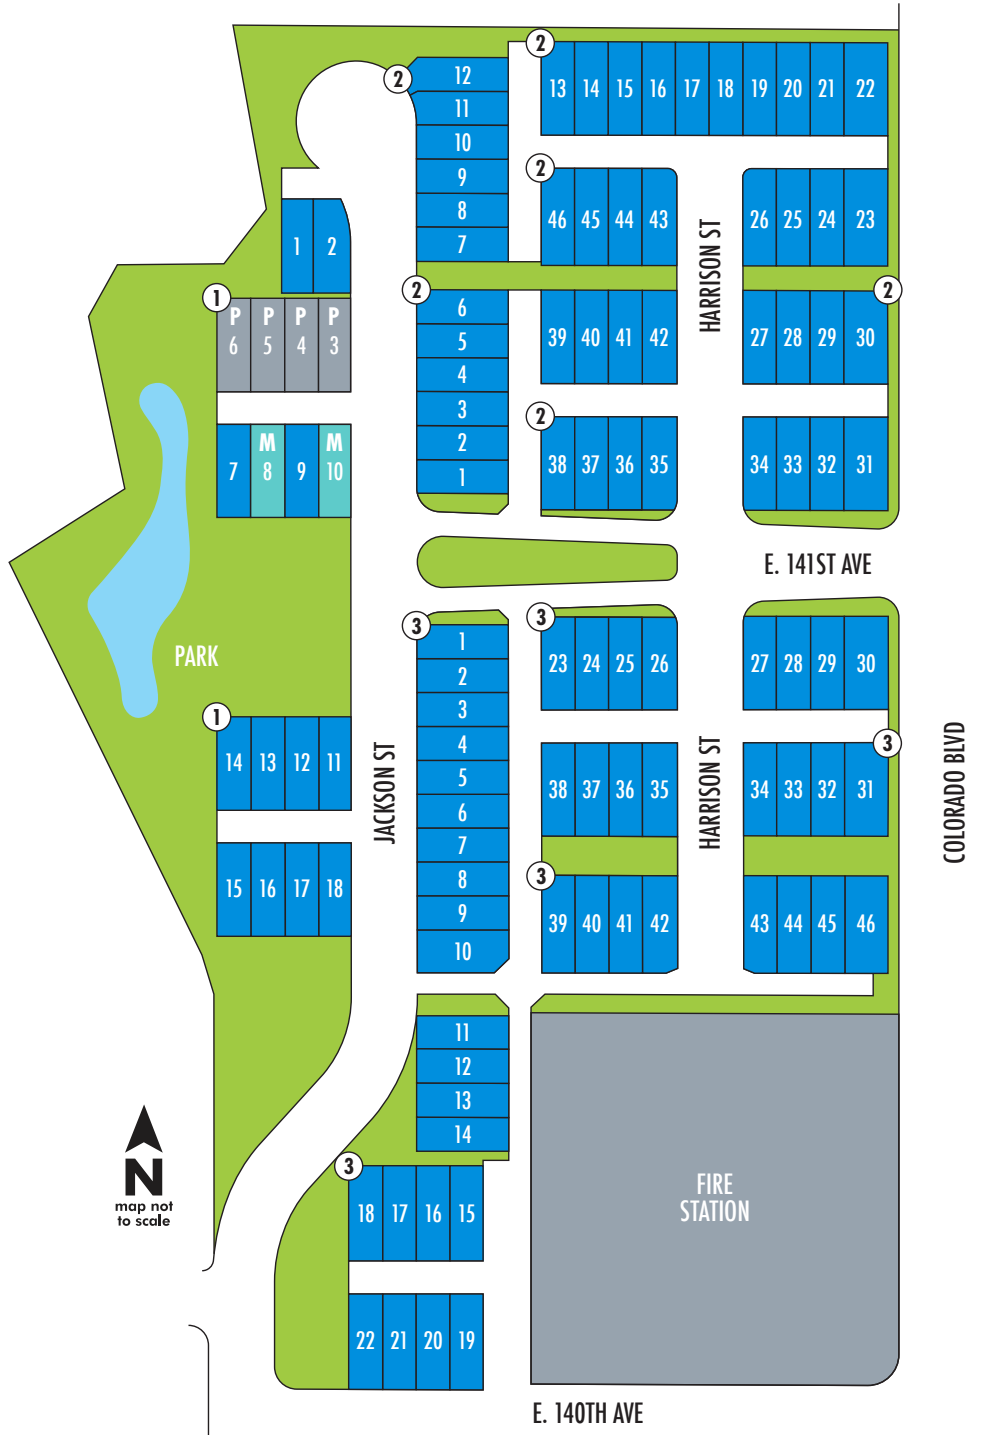 2
2
12
11
10
9
8
7
13 14 15 16 17 18 19 20 21 22
2
46 45 44 43
HARRISON ST
26 25 24 23
1 2
1
P P P P
6 5 4 3
2
6
5
4
3
2
1
39 40 41 42
27 28 29 30
2
7
M
8
9
M
10
2
38 37 36 35
34 33 32 31
E. 141ST AVE
PARK
3
1
2
3
4
5
6
7
8
9
10
3
23 24 25 26
27 28 29 30
1
14 13 12 11
JACKSON ST
38 37 36 35
HARRISON ST
34 33 32 31
3
COLORADO BLVD
15 16 17 18
3
39 40 41 42
43 44 45 46
11
12
13
14
N
map not
to scale
3
18 17 16 15
FIRE
STATION
22 21 20 19
E. 140TH AVE